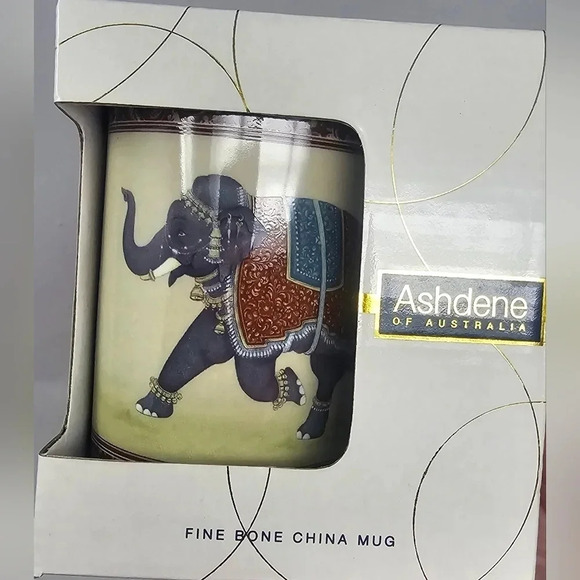 Ashdene
OF AUSTRALIA
FINE BONE CHINA MUG